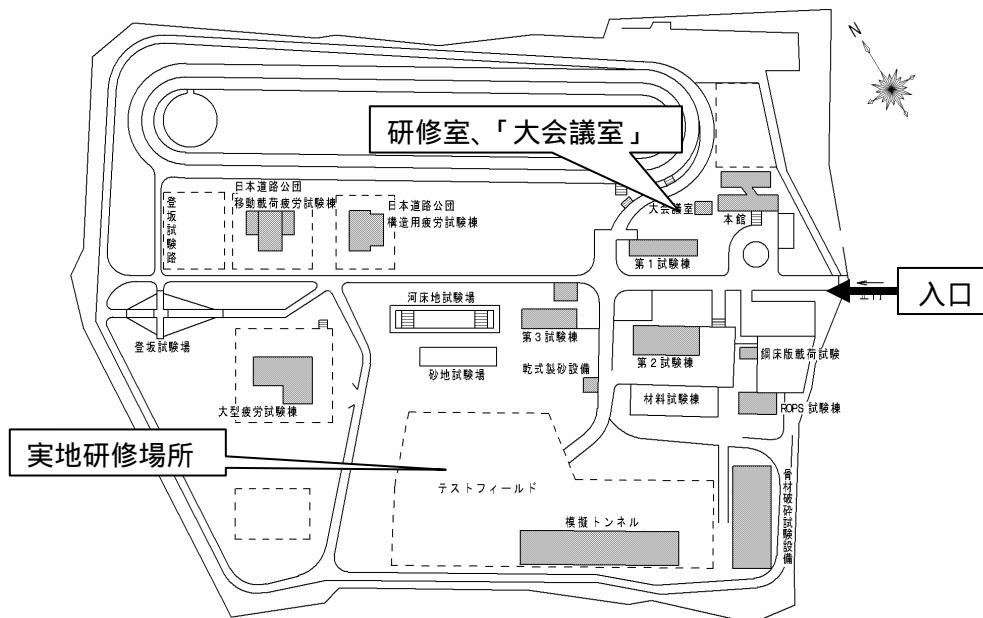 N
研修室、「大会議室」
日本道路公団
移動載荷疲労試験棟
日本道路公団
構造用疲労試験棟
登坂試験路
大会議室
本館
第1試験棟
入口
正門
河床地試験場
第3試験棟
登坂試験場
砂地試験場
乾式製砂設備
第2試験棟
鋼床版載荷試験
材料試験棟
ROPS試験棟
大型疲労試験棟
実地研修場所
テストフィールド
骨材破砕試験設備
模擬トンネル